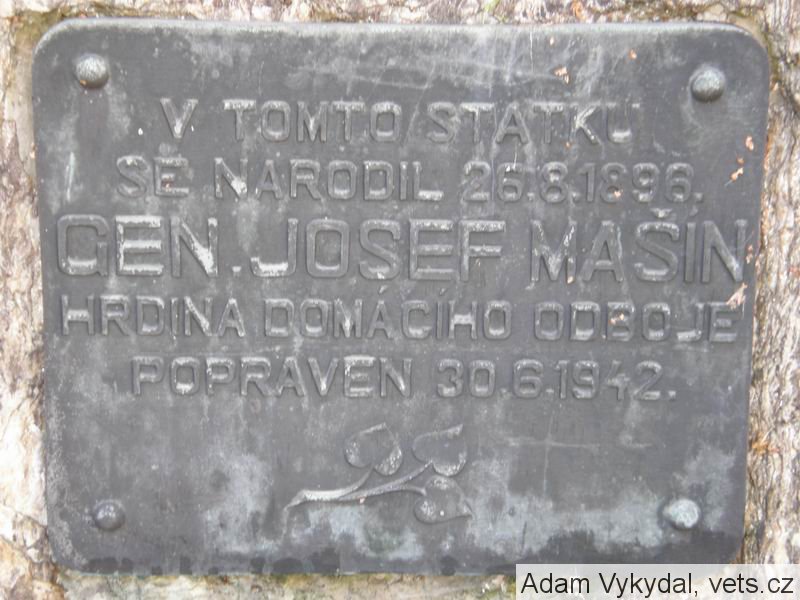 V TOMTO STATKU
SE NARODIL 26.8.1896.
GEN. JOSEF MAŠÍN
HRDINA DOMÁCÍHO ODBOJE
POPRAVEN 30.6.1942.
Adam Vykydal, vets.cz